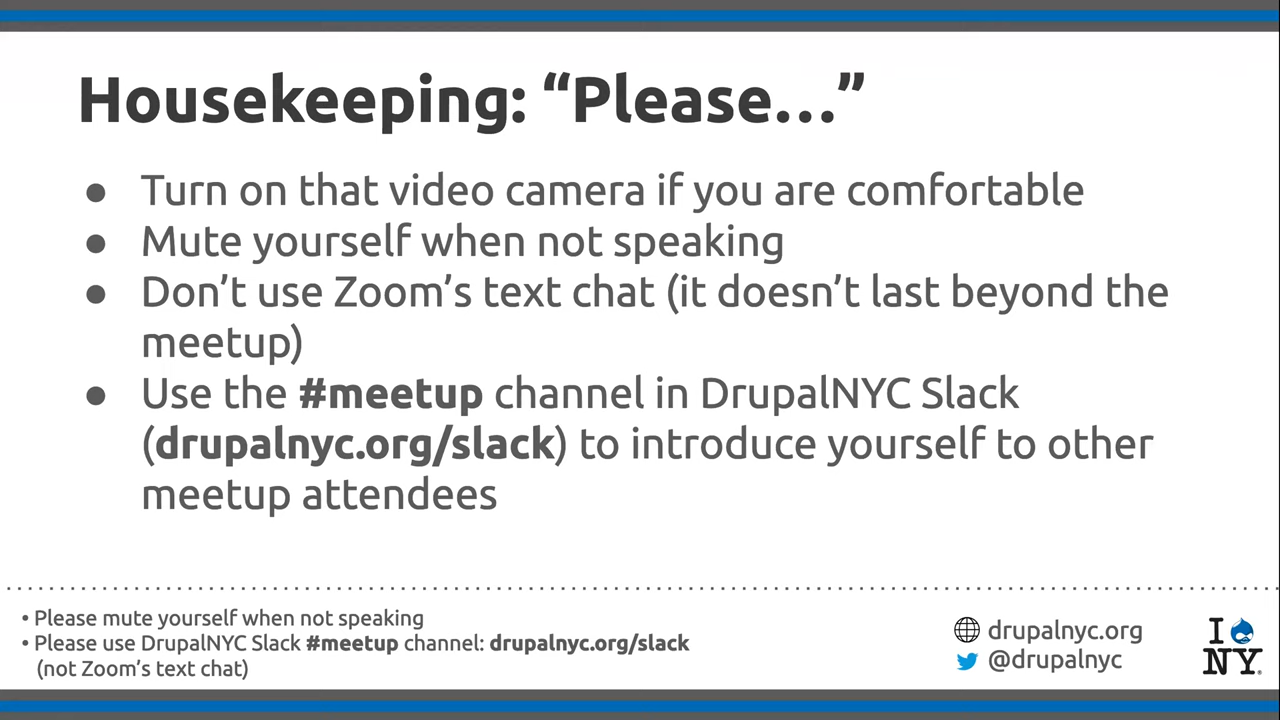 Housekeeping: “Please…”
● Turn on that video camera if you are comfortable
● Mute yourself when not speaking
● Don’t use Zoom’s text chat (it doesn’t last beyond the
meetup)
● Use the #meetup channel in DrupalNYC Slack
(drupalnyc.org/slack) to introduce yourself to other
meetup attendees
• Please mute yourself when not speaking
• Please use DrupalNYC Slack #meetup channel: drupalnyc.org/slack
(not Zoom’s text chat)
drupalnyc.org
@drupalnyc
I
NY®